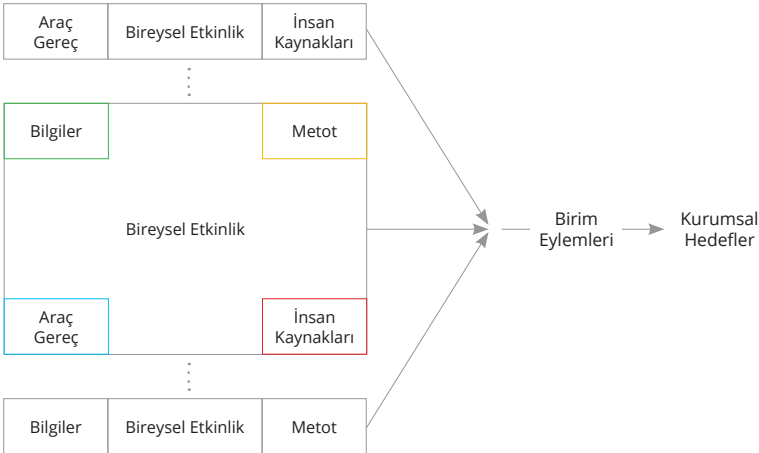 Araç
Gereç
Bireysel Etkinlik
İnsan
Kaynakları
Bilgiler
Metot
Bireysel Etkinlik
Araç
Gereç
İnsan
Kaynakları
Bilgiler
Bireysel Etkinlik
Metot
Birim
Eylemleri
Kurumsal
Hedefler